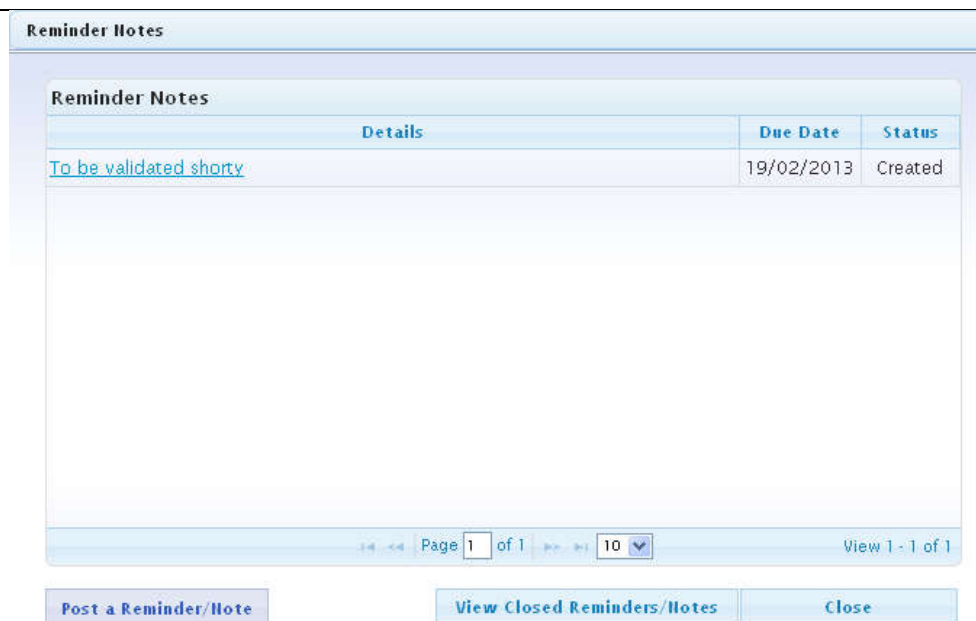 Reminder Notes
Reminder Notes
Details Due Date Status
To be validated shorty 19/02/2013 Created
Page 1 of 1 10 View 1 - 1 of 1
Post a Reminder/Note View Closed Reminders/Notes Close